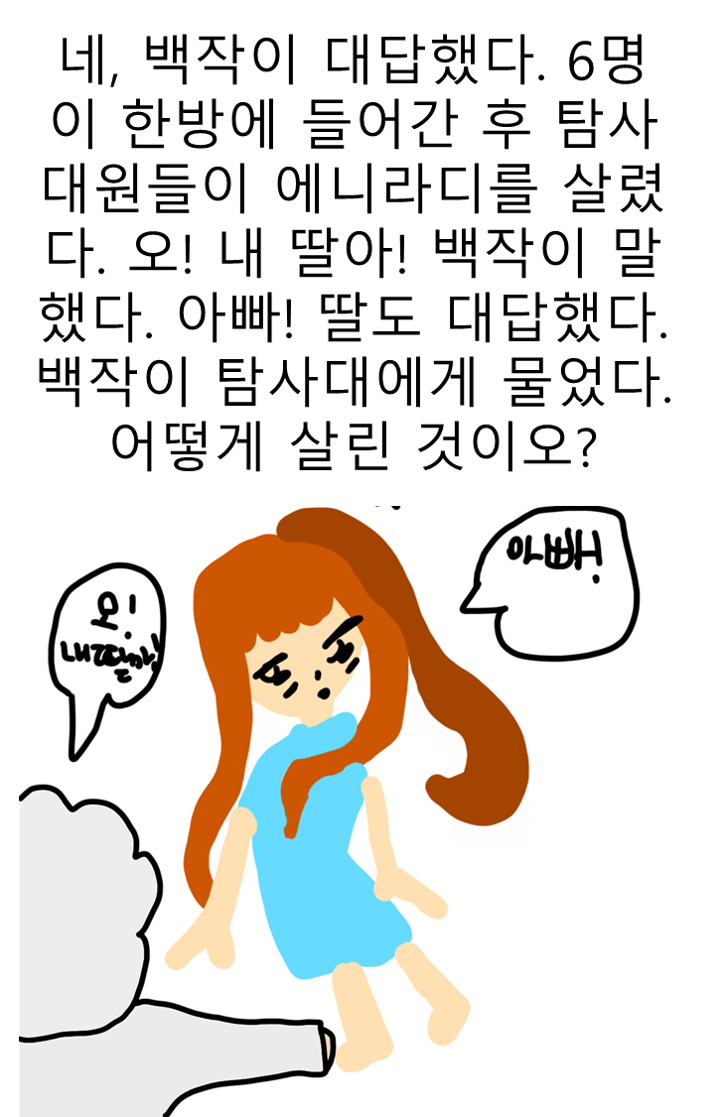 네, 백작이 대답했다. 6명
이 한방에 들어간 후 탐사
대원들이 에니라디를 살렸
다. 오! 내 딸아! 백작이 말
했다. 아빠! 딸도 대답했다.
백작이 탐사대에게 물었다.
어떻게 살린 것이오?
아빠!
오!
내딸아!